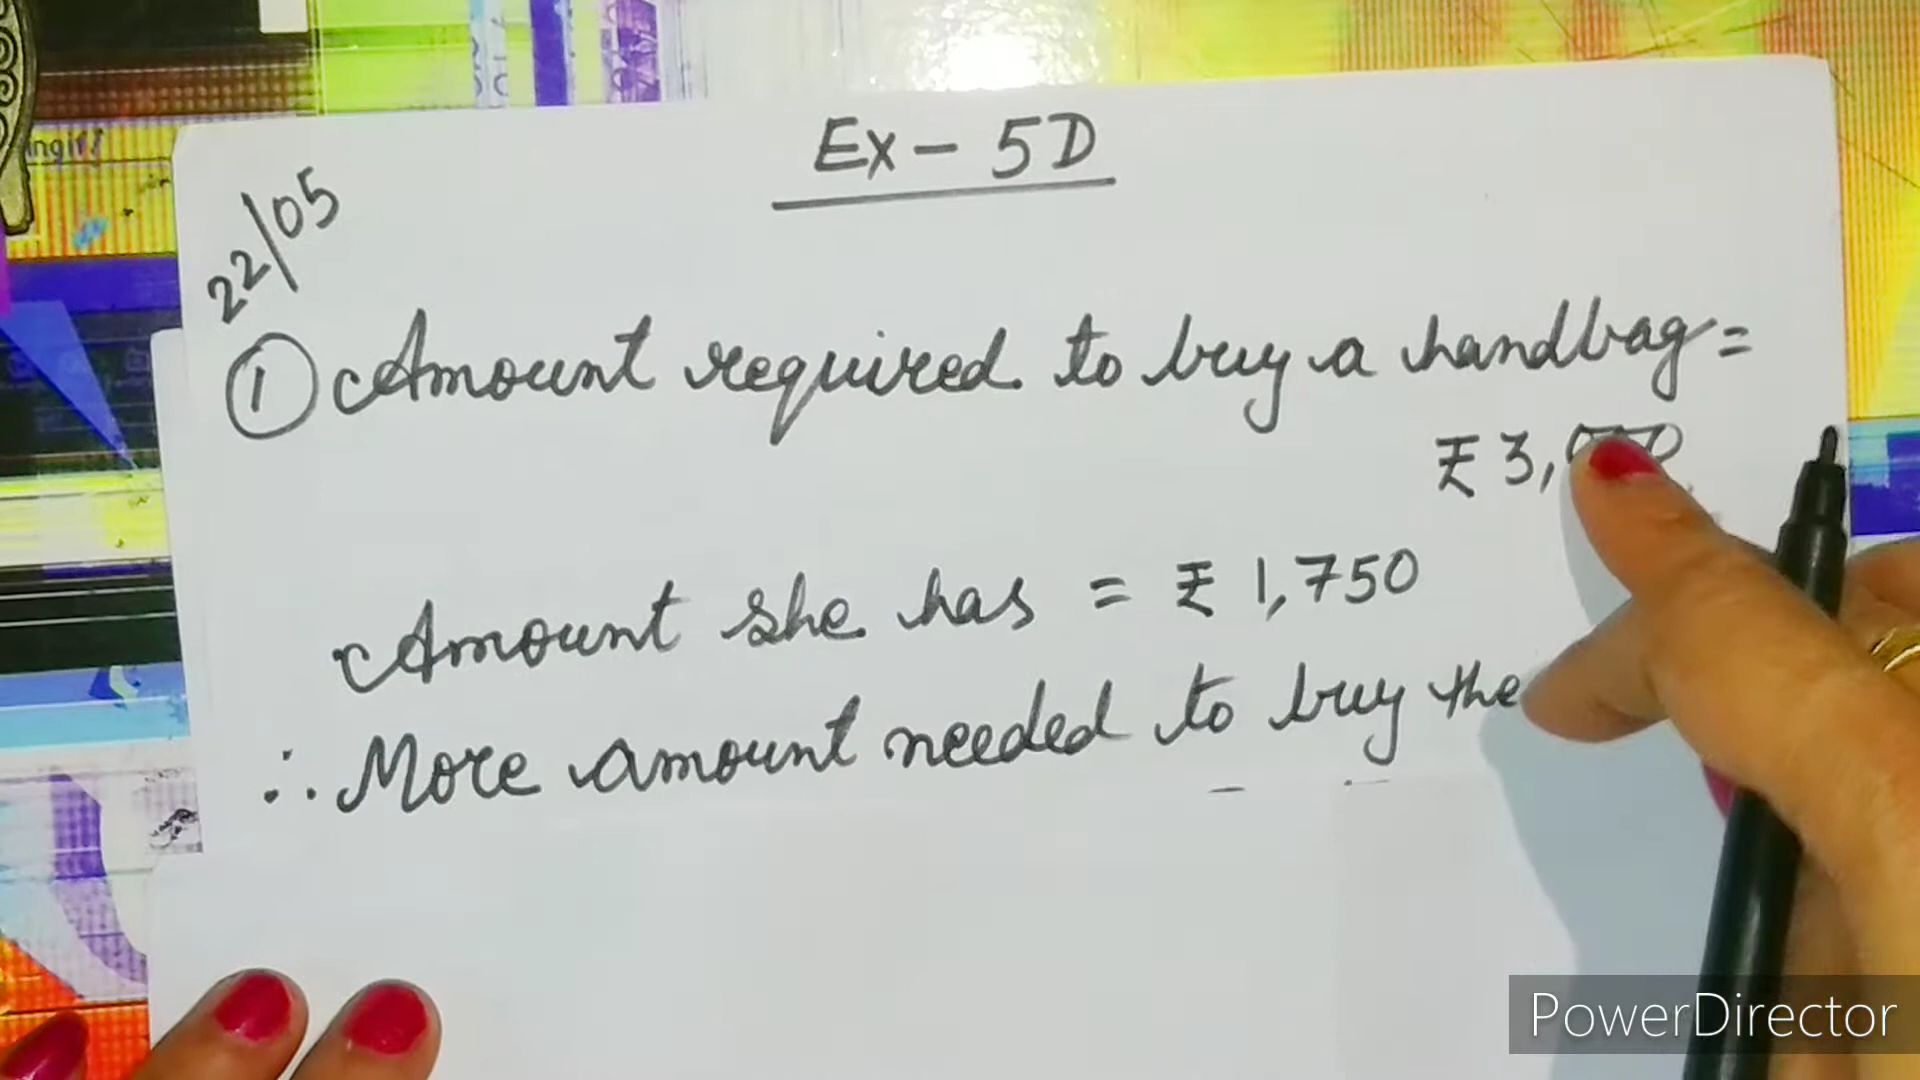 Ex - 5D
22/05
① Amount required to buy a handbag =
₹ 3,000
Amount she has = ₹ 1,750
∴ More amount needed to buy the
PowerDirector